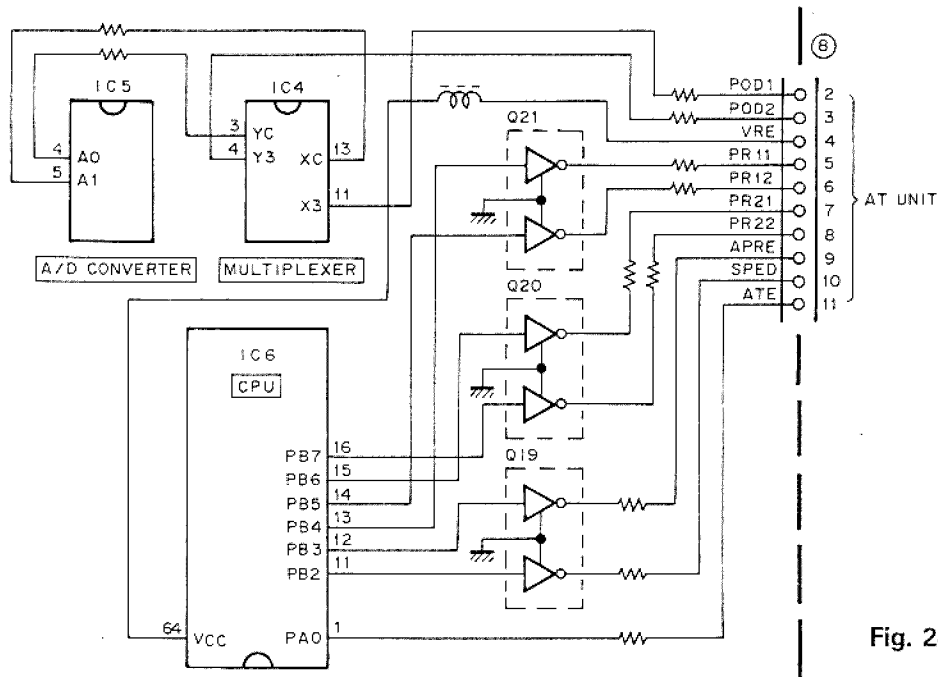 8
IC5
IC4
POD1
2
POD2
3
VRE
4
PR11
5
PR12
6
PR21
7
PR22
8
APRE
9
SPED
10
ATE
11
AT UNIT
4 A0
5 A1
3 YC
4 Y3
XC 13
X3 11
A/D CONVERTER
MULTIPLEXER
Q21
Q20
Q19
IC6
CPU
PB7 16
PB6 15
PB5 14
PB4 13
PB3 12
PB2 11
64 VCC
PA0 1
Fig. 2